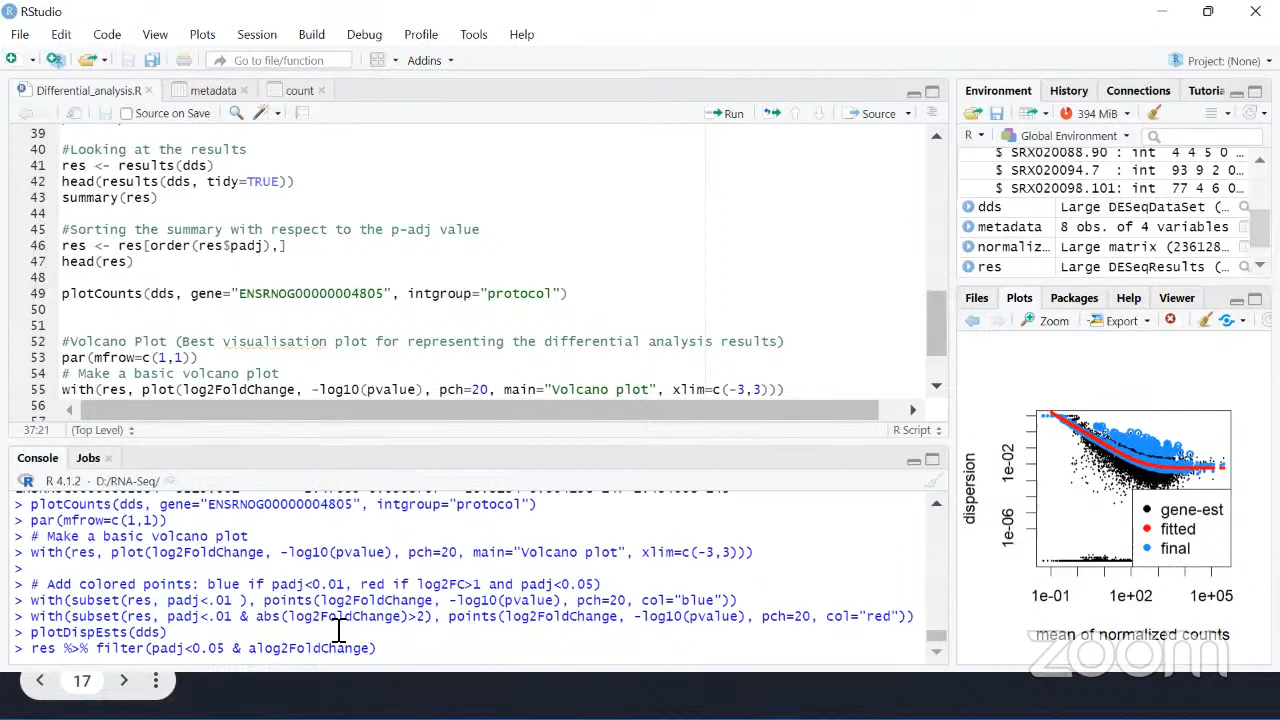 RStudio
File Edit Code View Plots Session Build Debug Profile Tools Help
Go to file/function Addins Project: (None)
Differential_analysis.R metadata count
Source on Save Run Source
39
40 #Looking at the results
41 res <- results(dds)
42 head(results(dds, tidy=TRUE))
43 summary(res)
44
45 #Sorting the summary with respect to the p-adj value
46 res <- res[order(res$padj),]
47 head(res)
48
49 plotCounts(dds, gene="ENSRNOG00000004805", intgroup="protocol")
50
51
52 #Volcano Plot (Best visualisation plot for representing the differential analysis results)
53 par(mfrow=c(1,1))
54 # Make a basic volcano plot
55 with(res, plot(log2FoldChange, -log10(pvalue), pch=20, main="Volcano plot", xlim=c(-3,3)))
56
37:21 (Top Level) R Script
Console Jobs
R 4.1.2 · D:/RNA-Seq/
> plotCounts(dds, gene="ENSRNOG00000004805", intgroup="protocol")
> par(mfrow=c(1,1))
> # Make a basic volcano plot
> with(res, plot(log2FoldChange, -log10(pvalue), pch=20, main="Volcano plot", xlim=c(-3,3)))
>
> # Add colored points: blue if padj<0.01, red if log2FC>1 and padj<0.05)
> with(subset(res, padj<.01 ), points(log2FoldChange, -log10(pvalue), pch=20, col="blue"))
> with(subset(res, padj<.01 & abs(log2FoldChange)>2), points(log2FoldChange, -log10(pvalue), pch=20, col="red"))
> plotDispEsts(dds)
> res %>% filter(padj<0.05 & alog2FoldChange)
Environment History Connections Tutoria
394 MiB
R Global Environment
$ SRX020088.90 : int 4 4 5 0 …
$ SRX020094.7 : int 93 9 2 0 …
$ SRX020098.101: int 77 4 6 0 …
dds Large DESeqDataSet (…
metadata 8 obs. of 4 variables
normaliz… Large matrix (236128…
res Large DESeqResults (…
Files Plots Packages Help Viewer
Zoom Export
dispersion
1e-02
1e-06
gene-est
fitted
final
1e-01 1e+02 1e+05
mean of normalized counts
zoom
17